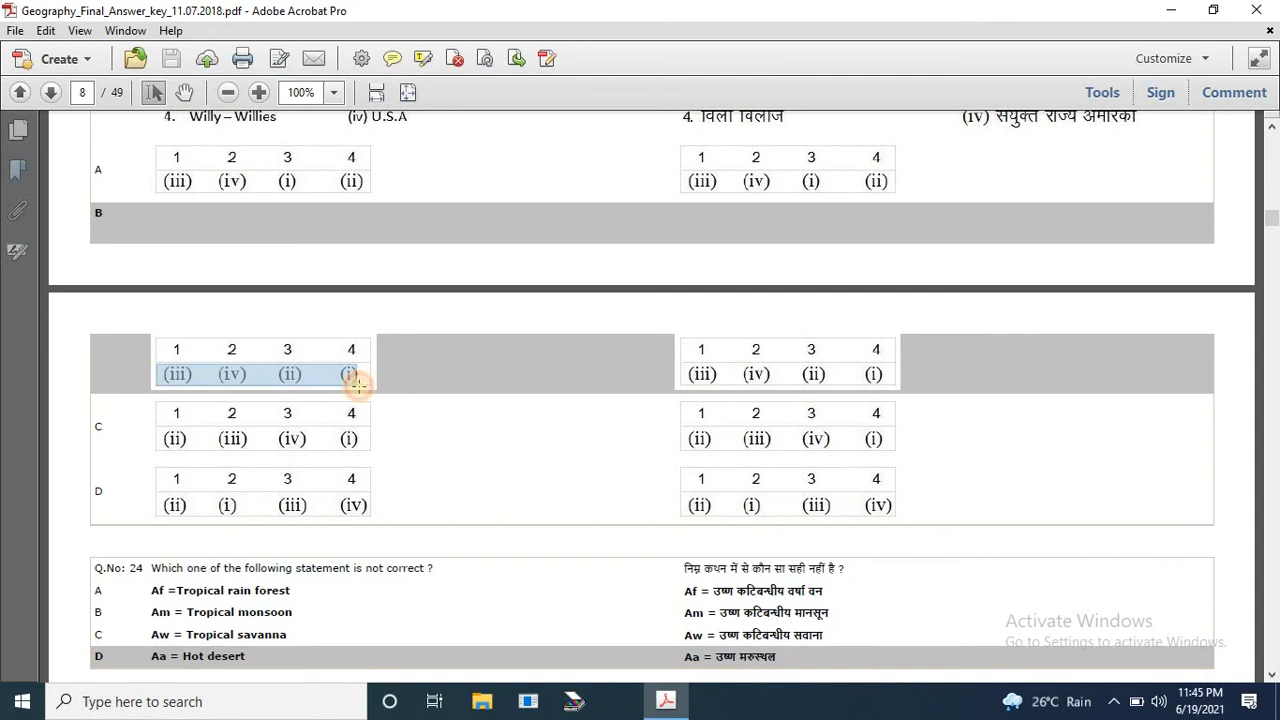 Geography_Final_Answer_key_11.07.2018.pdf - Adobe Acrobat Pro
File Edit View Window Help
Create Customize
8 / 49 100% Tools Sign Comment
4. Willy – Willies (iv) U.S.A 4. विली विलीज (iv) संयुक्त राज्य अमेरिका
1 2 3 4 1 2 3 4
A
(iii) (iv) (i) (ii) (iii) (iv) (i) (ii)
B
1 2 3 4 1 2 3 4
(iii) (iv) (ii) (i) (iii) (iv) (ii) (i)
1 2 3 4 1 2 3 4
C
(ii) (iii) (iv) (i) (ii) (iii) (iv) (i)
1 2 3 4 1 2 3 4
D
(ii) (i) (iii) (iv) (ii) (i) (iii) (iv)
Q.No: 24 Which one of the following statement is not correct ? निम्न कथन में से कौन सा सही नहीं है ?
A Af =Tropical rain forest Af = उष्ण कटिबन्धीय वर्षा वन
B Am = Tropical monsoon Am = उष्ण कटिबन्धीय मानसून
C Aw = Tropical savanna Aw = उष्ण कटिबन्धीय सवाना
D Aa = Hot desert Aa = उष्ण मरुस्थल
Activate Windows
Go to Settings to activate Windows.
Type here to search 26°C Rain 11:45 PM
6/19/2021